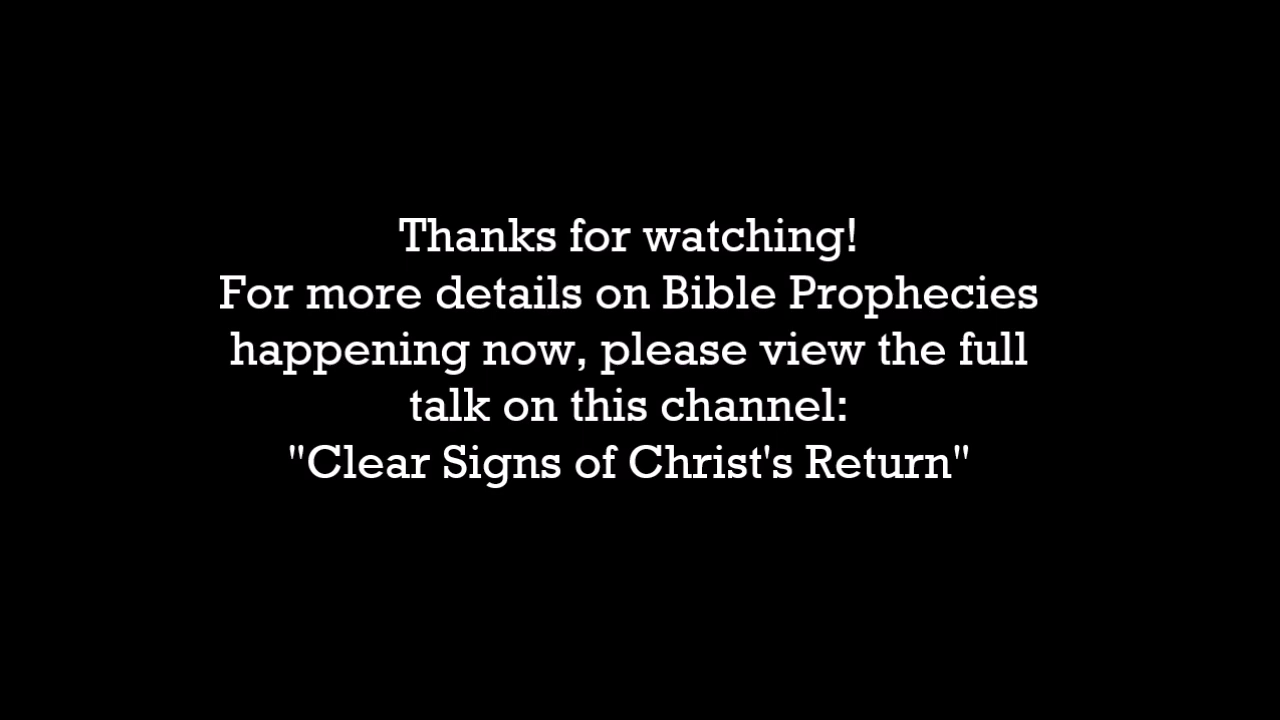 Thanks for watching!
For more details on Bible Prophecies
happening now, please view the full
talk on this channel:
"Clear Signs of Christ's Return"